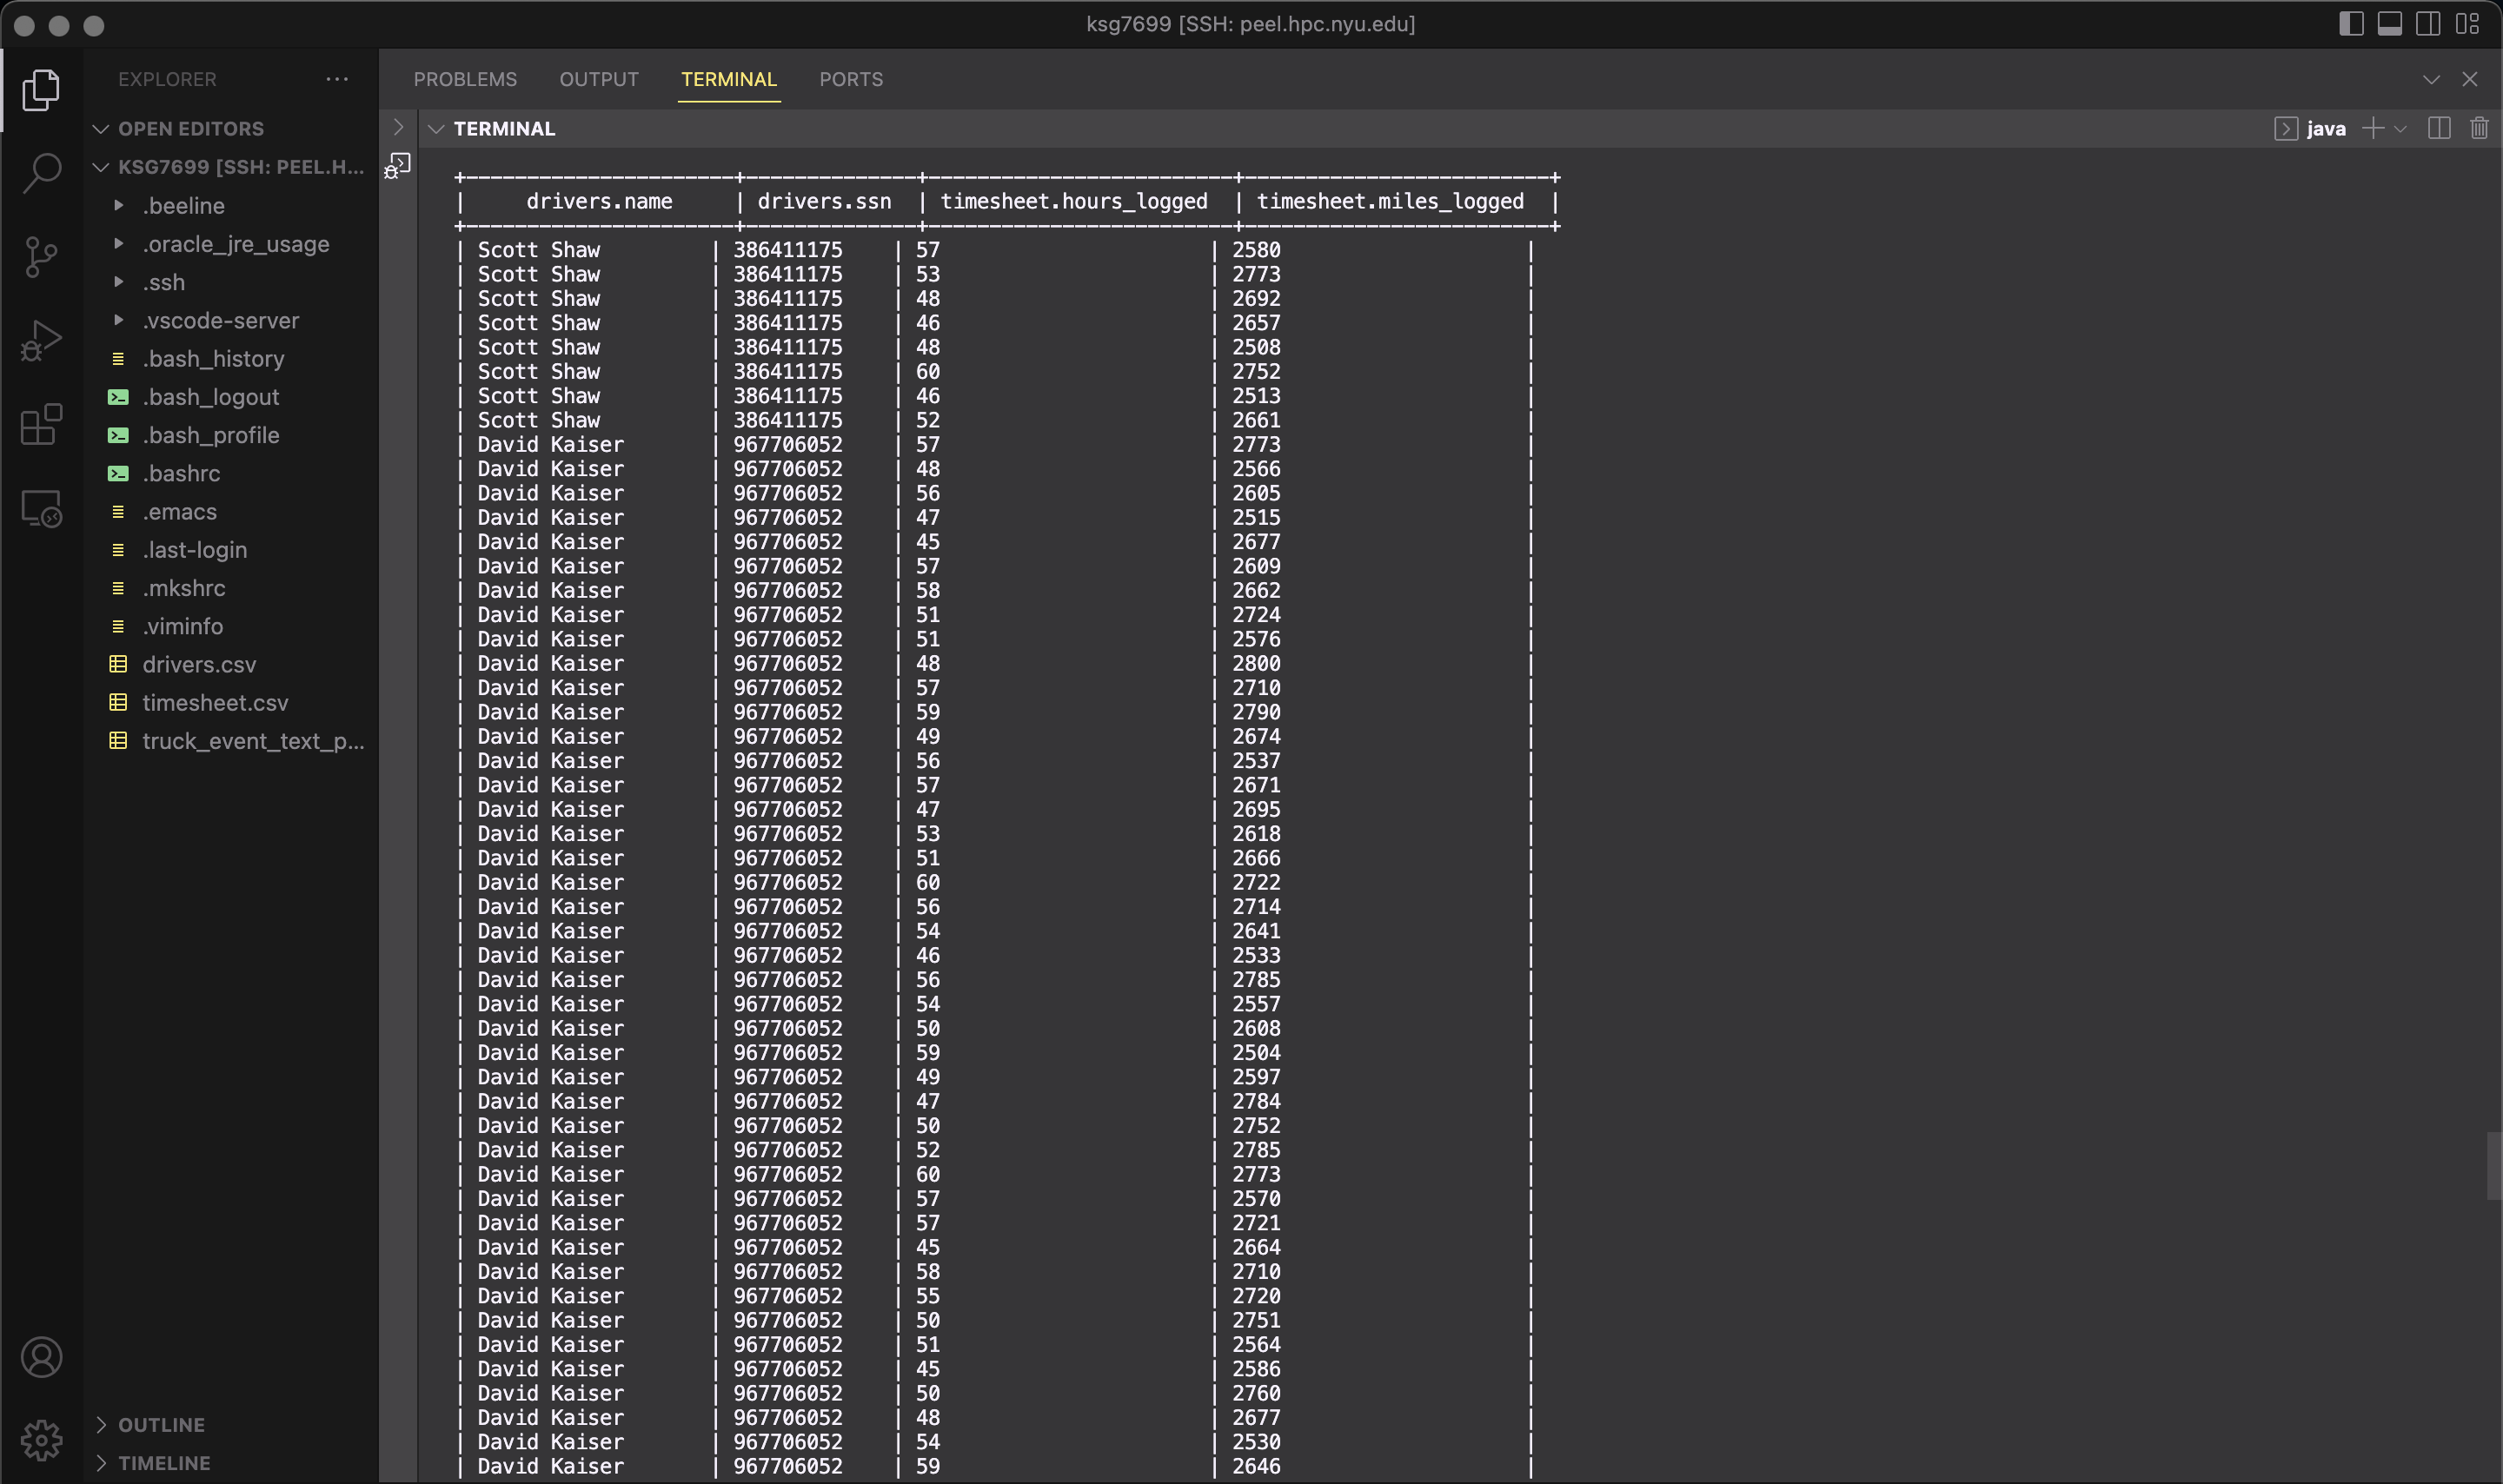 ksg7699 [SSH: peel.hpc.nyu.edu]
EXPLORER
OPEN EDITORS
KSG7699 [SSH: PEEL.H...
.beeline
.oracle_jre_usage
.ssh
.vscode-server
.bash_history
.bash_logout
.bash_profile
.bashrc
.emacs
.last-login
.mkshrc
.viminfo
drivers.csv
timesheet.csv
truck_event_text_p...
OUTLINE
TIMELINE
PROBLEMS OUTPUT TERMINAL PORTS
TERMINAL
java
| drivers.name | drivers.ssn | timesheet.hours_logged | timesheet.miles_logged |
| Scott Shaw | 386411175 | 57 | 2580 |
| Scott Shaw | 386411175 | 53 | 2773 |
| Scott Shaw | 386411175 | 48 | 2692 |
| Scott Shaw | 386411175 | 46 | 2657 |
| Scott Shaw | 386411175 | 48 | 2508 |
| Scott Shaw | 386411175 | 60 | 2752 |
| Scott Shaw | 386411175 | 46 | 2513 |
| Scott Shaw | 386411175 | 52 | 2661 |
| David Kaiser | 967706052 | 57 | 2773 |
| David Kaiser | 967706052 | 48 | 2566 |
| David Kaiser | 967706052 | 56 | 2605 |
| David Kaiser | 967706052 | 47 | 2515 |
| David Kaiser | 967706052 | 45 | 2677 |
| David Kaiser | 967706052 | 57 | 2609 |
| David Kaiser | 967706052 | 58 | 2662 |
| David Kaiser | 967706052 | 51 | 2724 |
| David Kaiser | 967706052 | 51 | 2576 |
| David Kaiser | 967706052 | 48 | 2800 |
| David Kaiser | 967706052 | 57 | 2710 |
| David Kaiser | 967706052 | 59 | 2790 |
| David Kaiser | 967706052 | 49 | 2674 |
| David Kaiser | 967706052 | 56 | 2537 |
| David Kaiser | 967706052 | 57 | 2671 |
| David Kaiser | 967706052 | 47 | 2695 |
| David Kaiser | 967706052 | 53 | 2618 |
| David Kaiser | 967706052 | 51 | 2666 |
| David Kaiser | 967706052 | 60 | 2722 |
| David Kaiser | 967706052 | 56 | 2714 |
| David Kaiser | 967706052 | 54 | 2641 |
| David Kaiser | 967706052 | 46 | 2533 |
| David Kaiser | 967706052 | 56 | 2785 |
| David Kaiser | 967706052 | 54 | 2557 |
| David Kaiser | 967706052 | 50 | 2608 |
| David Kaiser | 967706052 | 59 | 2504 |
| David Kaiser | 967706052 | 49 | 2597 |
| David Kaiser | 967706052 | 47 | 2784 |
| David Kaiser | 967706052 | 50 | 2752 |
| David Kaiser | 967706052 | 52 | 2785 |
| David Kaiser | 967706052 | 60 | 2773 |
| David Kaiser | 967706052 | 57 | 2570 |
| David Kaiser | 967706052 | 57 | 2721 |
| David Kaiser | 967706052 | 45 | 2664 |
| David Kaiser | 967706052 | 58 | 2710 |
| David Kaiser | 967706052 | 55 | 2720 |
| David Kaiser | 967706052 | 50 | 2751 |
| David Kaiser | 967706052 | 51 | 2564 |
| David Kaiser | 967706052 | 45 | 2586 |
| David Kaiser | 967706052 | 50 | 2760 |
| David Kaiser | 967706052 | 48 | 2677 |
| David Kaiser | 967706052 | 54 | 2530 |
| David Kaiser | 967706052 | 59 | 2646 |